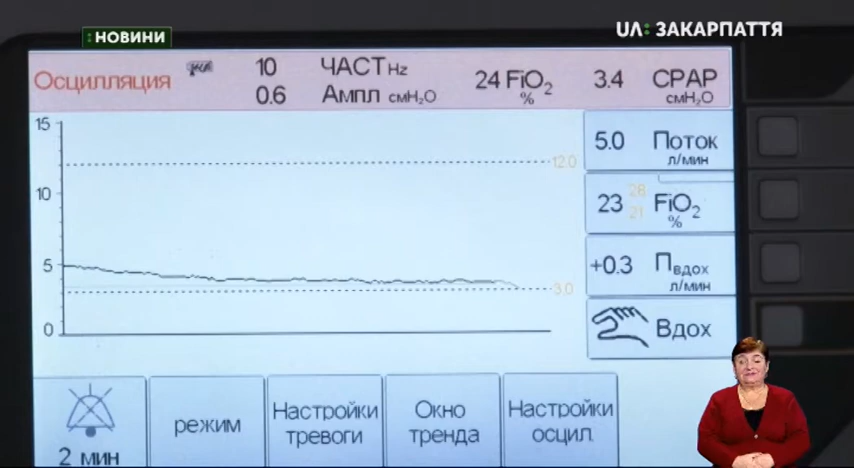 НОВИНИ
UA: ЗАКАРПАТТЯ
Осцилляция
10 ЧАСТ Hz
0.6 Ампл смH₂O
24 FiO₂ %
3.4 CPAP смH₂O
15
12.0
10
5
3.0
0
5.0 Поток
л/мин
28
23 FiO₂
21 %
+0.3 Пвдох
л/мин
Вдох
2 мин
режим
Настройки
тревоги
Окно
тренда
Настройки
осцил.